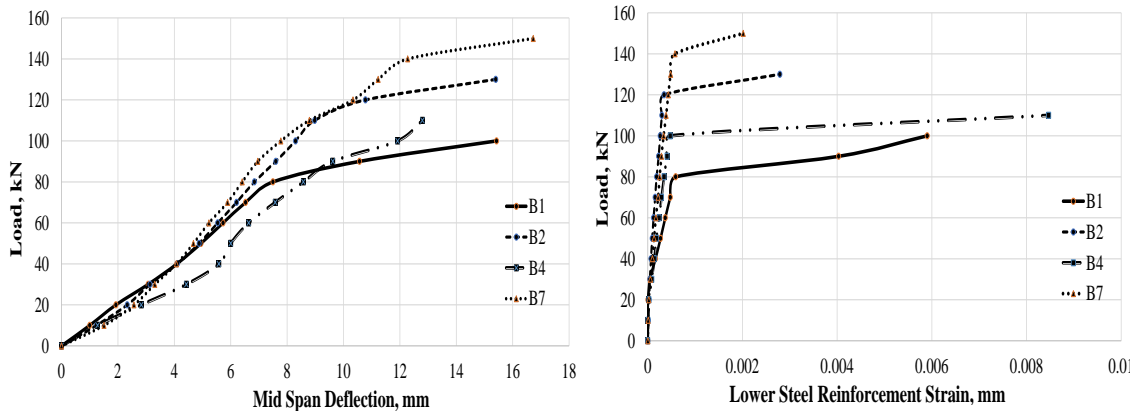 160
140
120
100
80
60
40
20
0
Load, kN
0 2 4 6 8 10 12 14 16 18
Mid Span Deflection, mm
B1
B2
B4
B7
160
140
120
100
80
60
40
20
0
Load, kN
0 0.002 0.004 0.006 0.008 0.01
Lower Steel Reinforcement Strain, mm
B1
B2
B4
B7